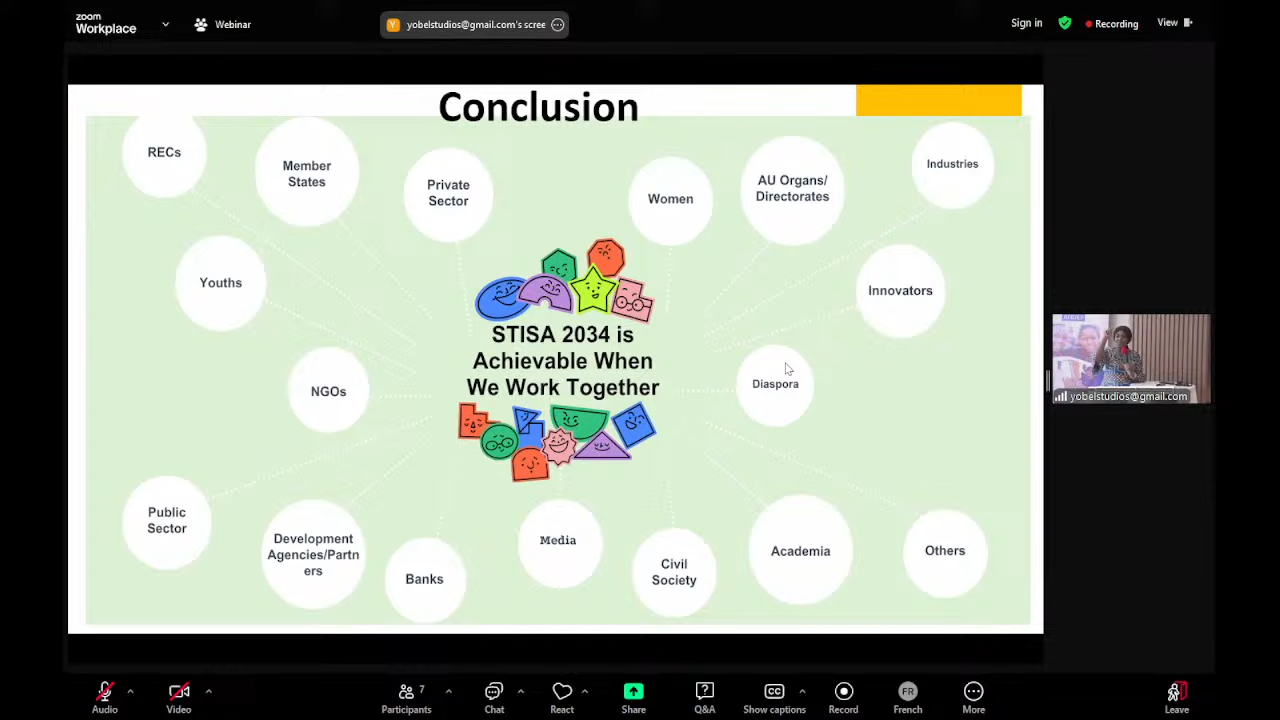 zoom
Workplace
Webinar
Y
yobelstudios@gmail.com's scree
Sign in
Recording
View
Conclusion
RECs
Member
States
Private
Sector
Women
AU Organs/
Directorates
Industries
Youths
Innovators
STISA 2034 is
Achievable When
We Work Together
NGOs
Diaspora
yobelstudios@gmail.com
Public
Sector
Development
Agencies/Partn
ers
Banks
Media
Civil
Society
Academia
Others
Audio
Video
Participants
7
Chat
React
Share
Q&A
CC
Show captions
Record
FR
French
More
Leave